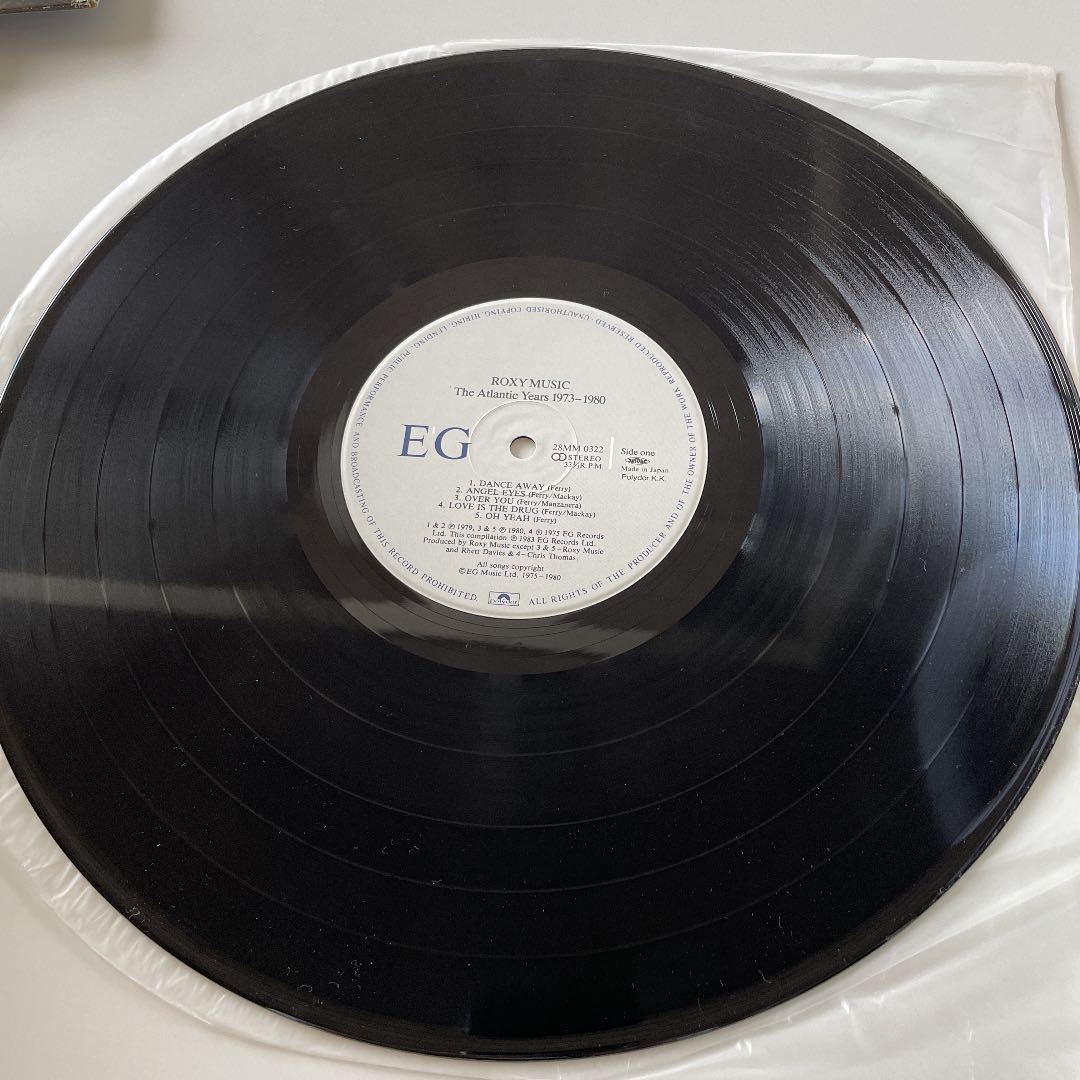 ROXY MUSIC
The Atlantic Years 1973–1980
EG
28MM 0322
STEREO
33⅓R.P.M
Side one
Made in Japan
Polydor K.K.
1. DANCE AWAY (Ferry)
2. ANGEL EYES (Ferry/Mackay)
3. OVER YOU (Ferry/Manzanera)
4. LOVE IS THE DRUG (Ferry/Mackay)
5. OH YEAH (Ferry)
1 & 2 ℗ 1979, 3 & 5 ℗ 1980, 4 ℗ 1975 EG Records
Ltd. This compilation ℗ 1983 EG Records Ltd.
Produced by Roxy Music except 3 & 5–Roxy Music
and Rhett Davies & 4–Chris Thomas
All songs copyright
©EG Music Ltd. 1975–1980
polydor
ALL RIGHTS OF THE PRODUCER AND OF THE OWNER OF THE WORK REPRODUCED RESERVED · UNAUTHORISED COPYING, HIRING, LENDING, PUBLIC PERFORMANCE AND BROADCASTING OF THIS RECORD PROHIBITED.